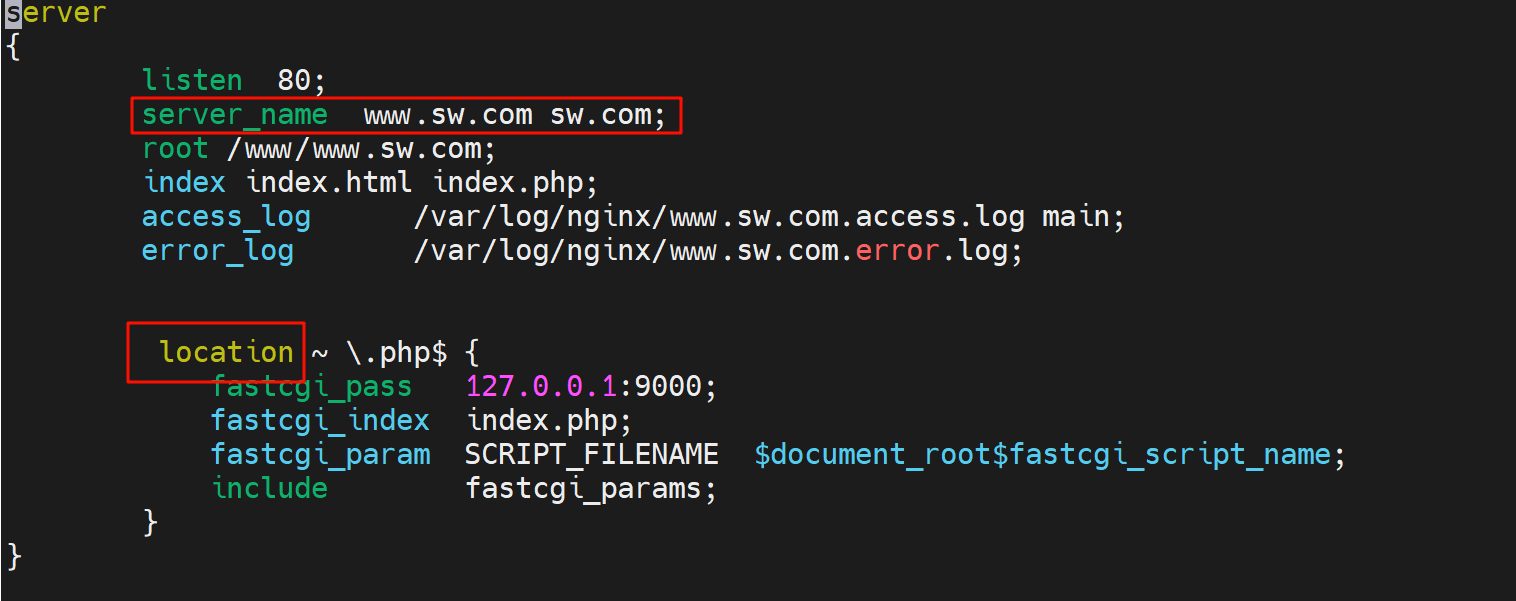 server
{
listen  80;
server_name  www.sw.com sw.com;
root /www/www.sw.com;
index index.html index.php;
access_log      /var/log/nginx/www.sw.com.access.log main;
error_log       /var/log/nginx/www.sw.com.error.log;
location ~ \.php$ {
fastcgi_pass   127.0.0.1:9000;
fastcgi_index  index.php;
fastcgi_param  SCRIPT_FILENAME  $document_root$fastcgi_script_name;
include        fastcgi_params;
}
}